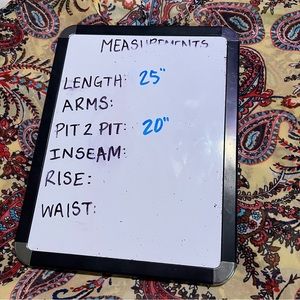 MEASUREMENTS
LENGTH: 25"
ARMS:
PIT 2 PIT: 20"
INSEAM:
RISE:
WAIST: